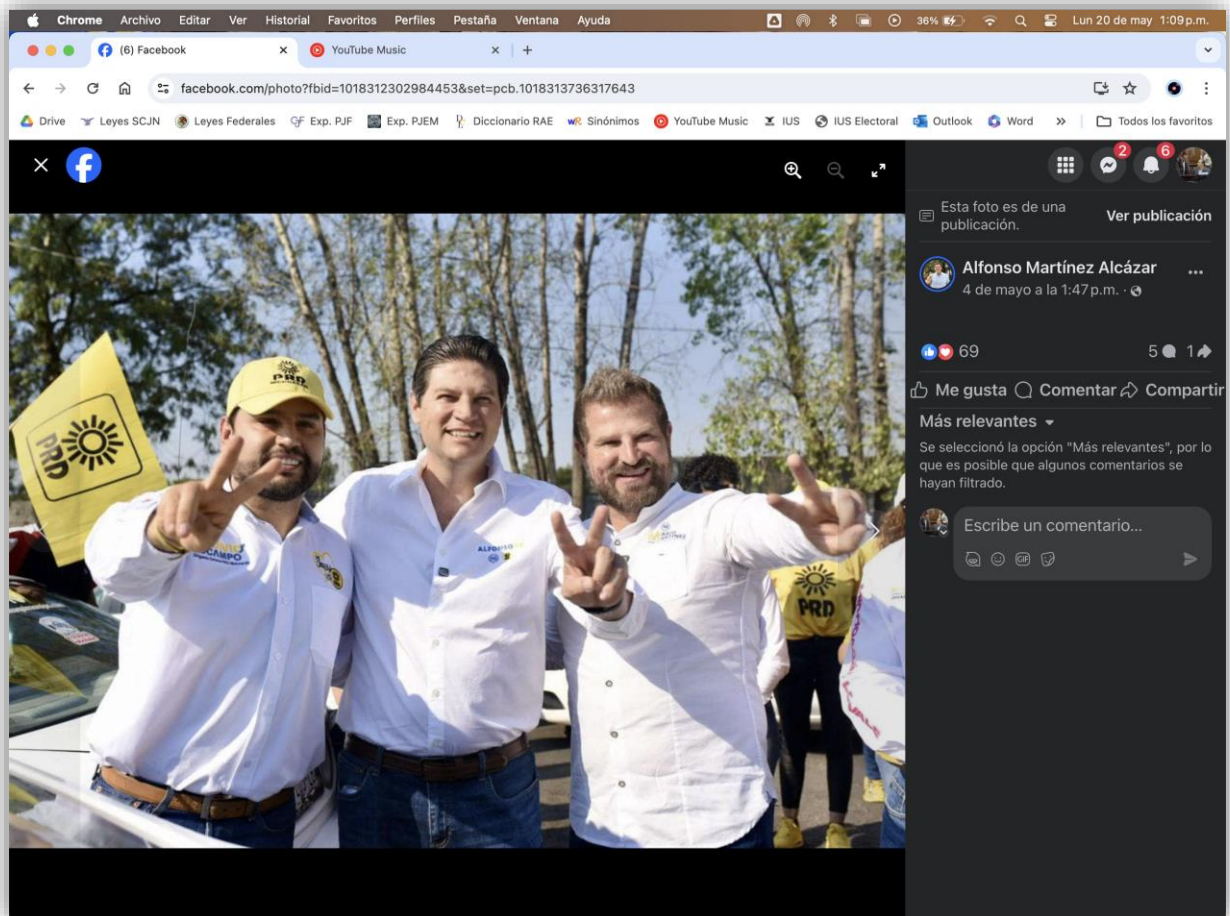 Chrome Archivo Editar Ver Historial Favoritos Perfiles Pestaña Ventana Ayuda 36% Lun 20 de may 1:09 p.m.
(6) Facebook YouTube Music
facebook.com/photo?fbid=1018312302984453&set=pcb.1018313736317643
Drive Leyes SCJN Leyes Federales Exp. PJF Exp. PJEM Diccionario RAE Sinónimos YouTube Music IUS IUS Electoral Outlook Word » Todos los favoritos
2 6
Esta foto es de una publicación. Ver publicación
Alfonso Martínez Alcázar
4 de mayo a la 1:47 p.m.
69 5 1
Me gusta Comentar Compartir
Más relevantes
Se seleccionó la opción "Más relevantes", por lo
que es posible que algunos comentarios se
hayan filtrado.
Escribe un comentario...
GIF
PRD
PRD
CAMPO
ALFONSO
PRD